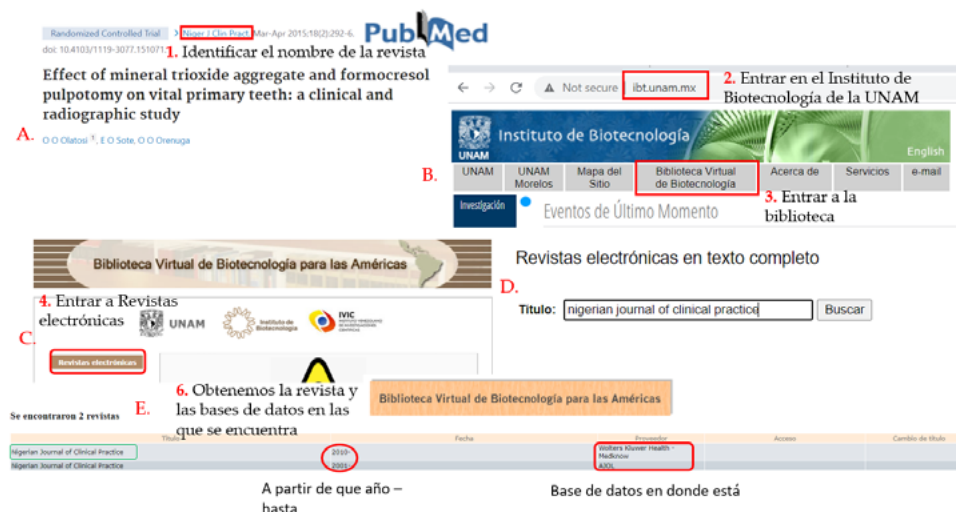 Randomized Controlled Trial > Niger J Clin Pract. Mar-Apr 2015;18(2):292-6.
PubMed
doi: 10.4103/1119-3077.151071.
1. Identificar el nombre de la revista
Effect of mineral trioxide aggregate and formocresol
pulpotomy on vital primary teeth: a clinical and
radiographic study
A.
O O Olatosi 1, E O Sote, O O Orenuga
Not secure ibt.unam.mx
2. Entrar en el Instituto de
Biotecnología de la UNAM
UNAM
Instituto de Biotecnología
English
B.
UNAM
UNAM
Morelos
Mapa del
Sitio
Biblioteca Virtual
de Biotecnología
Acerca de
Servicios
e-mail
Investigación
Eventos de Último Momento
3. Entrar a la
biblioteca
Biblioteca Virtual de Biotecnología para las Américas
4. Entrar a Revistas
electrónicas
UNAM
Instituto de
Biotecnología
IVIC
C.
Revistas electrónicas
Revistas electrónicas en texto completo
D.
Titulo: nigerian journal of clinical practice Buscar
E.
6. Obtenemos la revista y
las bases de datos en las
que se encuentra
Biblioteca Virtual de Biotecnología para las Américas
Se encontraron 2 revistas
Titulo Fecha Proveedor Acceso Cambio de título
Nigerian Journal of Clinical Practice 2010- Wolters Kluwer Health -
Medknow
Nigerian Journal of Clinical Practice 2001- AJOL
A partir de que año –
hasta
Base de datos en donde está